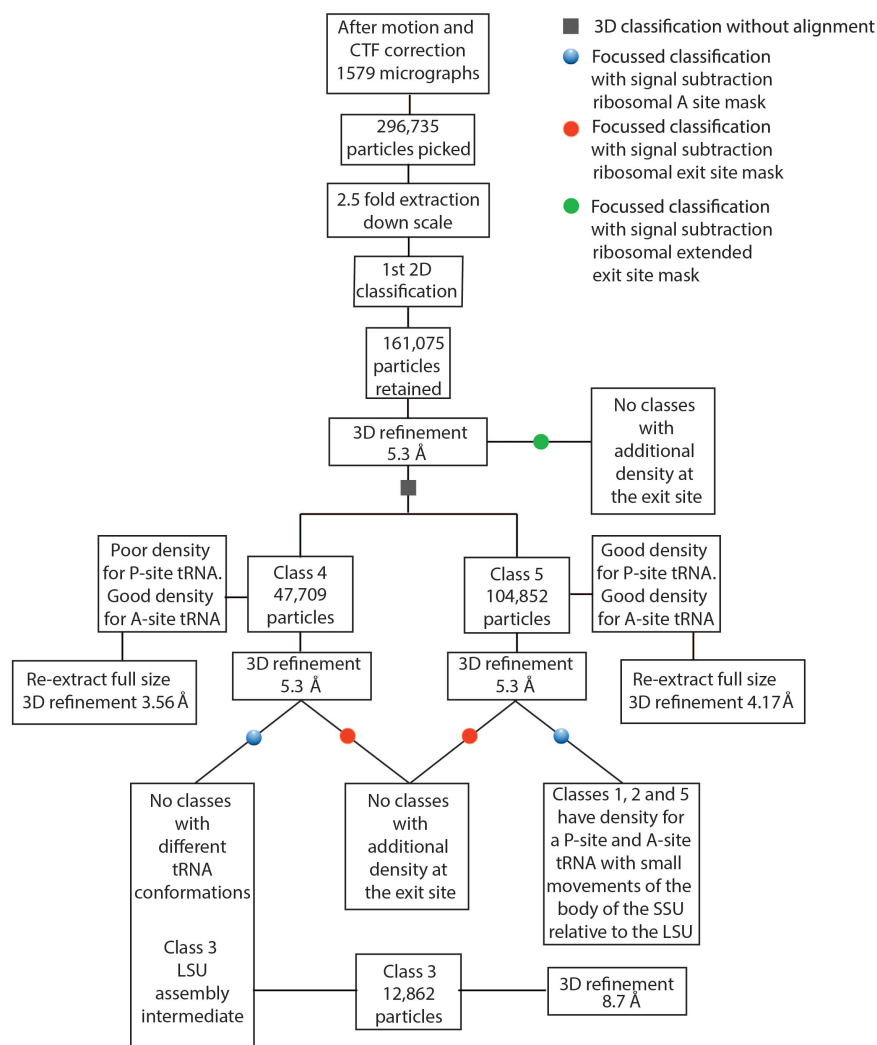 After motion and
CTF correction
1579 micrographs
296,735
particles picked
2.5 fold extraction
down scale
1st 2D
classification
161,075
particles
retained
3D refinement
5.3 Å
3D classification without alignment
Focussed classification
with signal subtraction
ribosomal A site mask
Focussed classification
with signal subtraction
ribosomal exit site mask
Focussed classification
with signal subtraction
ribosomal extended
exit site mask
No classes
with
additional
density at
the exit site
Poor density
for P-site tRNA.
Good density
for A-site tRNA
Class 4
47,709
particles
Class 5
104,852
particles
Good density
for P-site tRNA.
Good density
for A-site tRNA
Re-extract full size
3D refinement 3.56 Å
3D refinement
5.3 Å
3D refinement
5.3 Å
Re-extract full size
3D refinement 4.17 Å
No classes
with
different
tRNA
conformations
Class 3
LSU
assembly
intermediate
No classes
with
additional
density at
the exit site
Classes 1, 2 and 5
have density for
a P-site and A-site
tRNA with small
movements of the
body of the SSU
relative to the LSU
Class 3
12,862
particles
3D refinement
8.7 Å